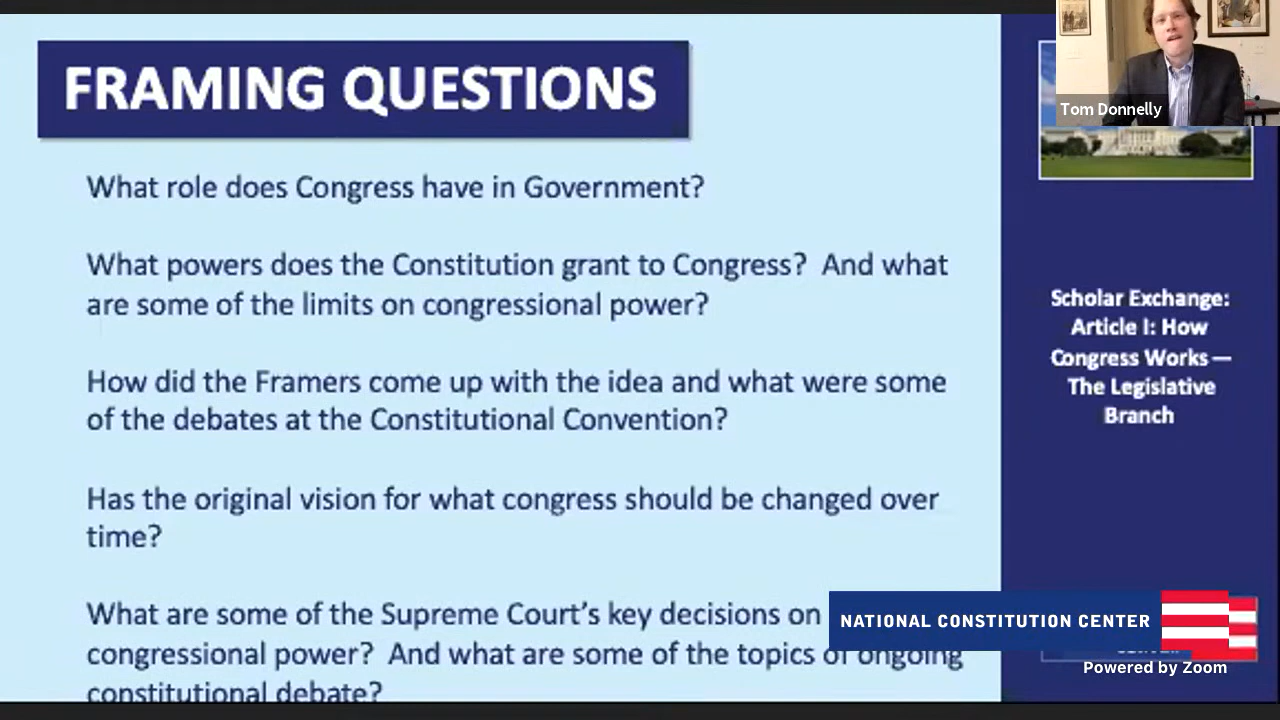 FRAMING QUESTIONS
What role does Congress have in Government?
What powers does the Constitution grant to Congress?  And what
are some of the limits on congressional power?
How did the Framers come up with the idea and what were some
of the debates at the Constitutional Convention?
Has the original vision for what congress should be changed over
time?
What are some of the Supreme Court’s key decisions on
congressional power?  And what are some of the topics of ongoing
constitutional debate?
Tom Donnelly
Scholar Exchange:
Article I: How
Congress Works —
The Legislative
Branch
NATIONAL CONSTITUTION CENTER
Powered by Zoom